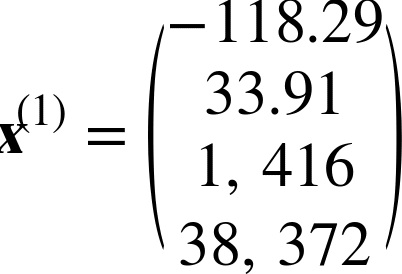 x(1) =
−118.29
33.91
1, 416
38, 372